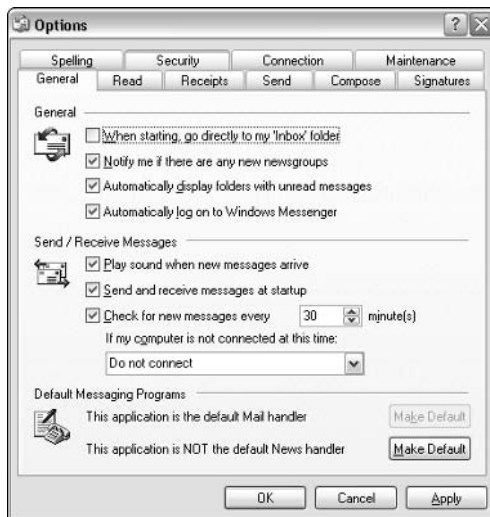 Options
Spelling Security Connection Maintenance
General Read Receipts Send Compose Signatures
General
When starting, go directly to my 'Inbox' folder
Notify me if there are any new newsgroups
Automatically display folders with unread messages
Automatically log on to Windows Messenger
Send / Receive Messages
Play sound when new messages arrive
Send and receive messages at startup
Check for new messages every 30 minute(s)
If my computer is not connected at this time:
Do not connect
Default Messaging Programs
This application is the default Mail handler Make Default
This application is NOT the default News handler Make Default
OK Cancel Apply